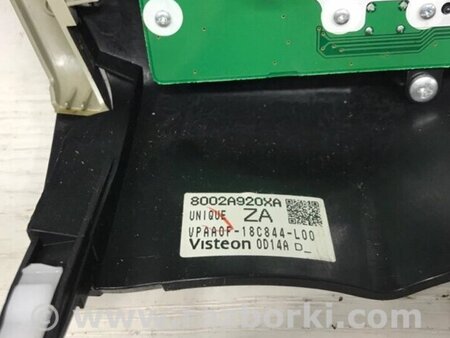 8002A920XA
UNIQUE ZA
VPAA0F-18C844-L00
Visteon 0D14A D_